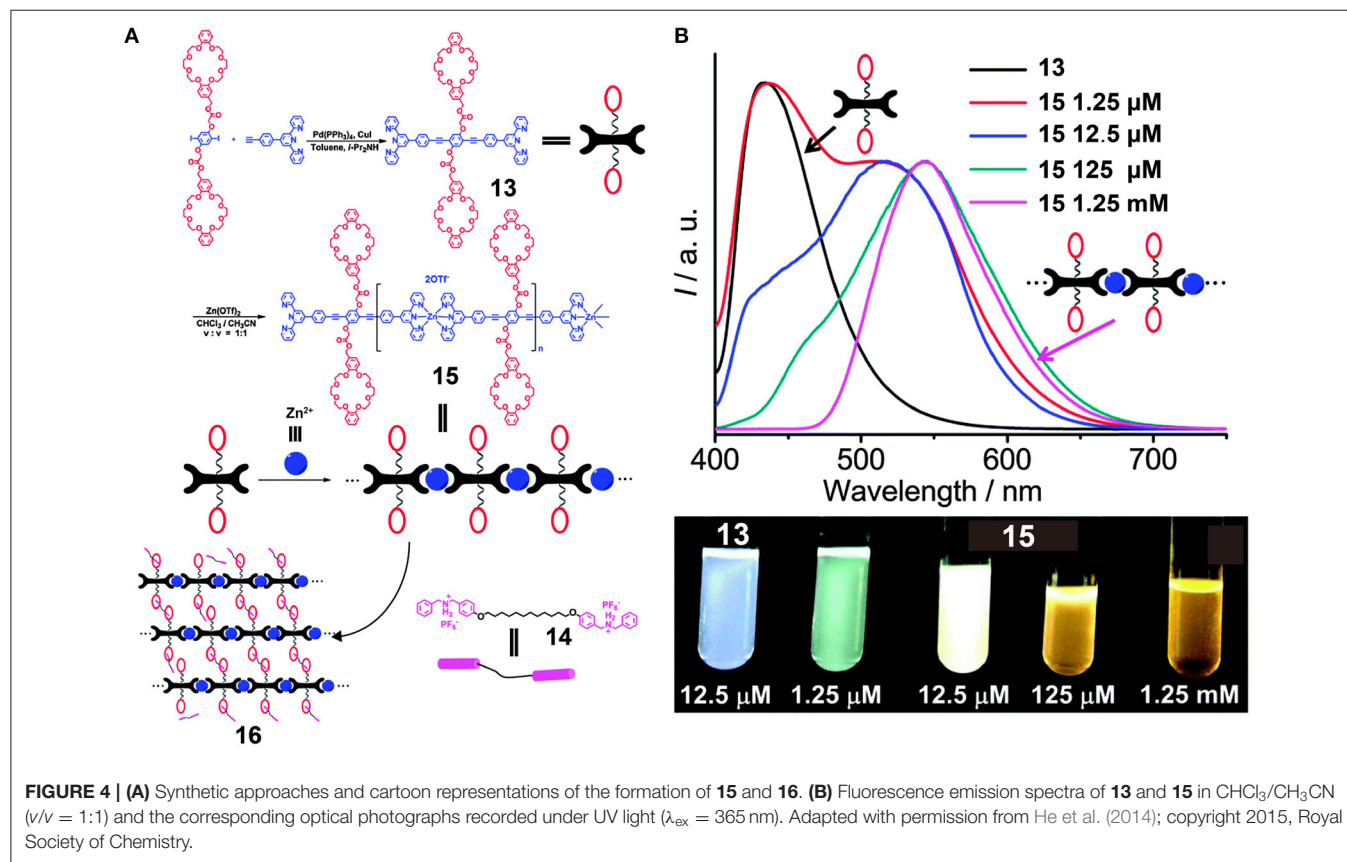 A
Pd(PPh₃)₄, CuI
Toluene, i-Pr₂NH
13
2OTf⁻
Zn(OTf)₂
CHCl₃ / CH₃CN
v : v = 1:1
n
15
Zn²⁺
14
PF₆⁻
PF₆⁻
16
B
13
15 1.25 µM
15 12.5 µM
15 125 µM
15 1.25 mM
I / a. u.
400 500 600 700
Wavelength / nm
13 15
12.5 µM 1.25 µM 12.5 µM 125 µM 1.25 mM
FIGURE 4 | (A) Synthetic approaches and cartoon representations of the formation of 15 and 16. (B) Fluorescence emission spectra of 13 and 15 in CHCl₃/CH₃CN
(v/v = 1:1) and the corresponding optical photographs recorded under UV light (λex = 365 nm). Adapted with permission from He et al. (2014); copyright 2015, Royal
Society of Chemistry.